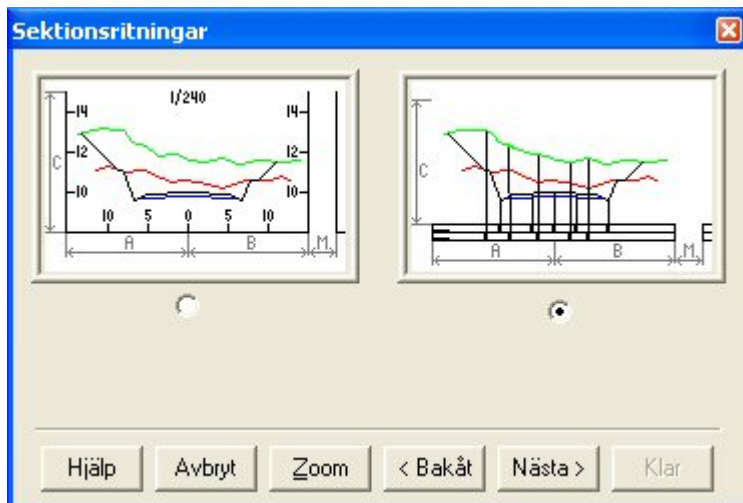 Sektionsritningar
1/240
14 14
12 12
C
10 10
10 5 0 5 10
A B M
C
A B M
Hjälp Avbryt Zoom < Bakåt Nästa > Klar